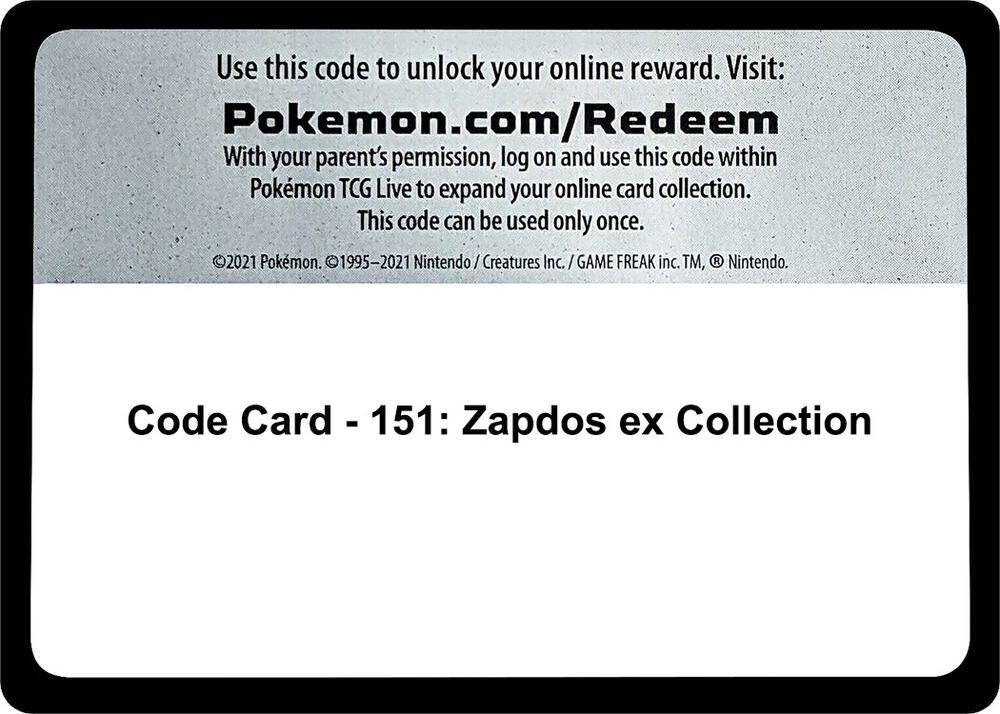 Use this code to unlock your online reward. Visit:
Pokemon.com/Redeem
With your parent's permission, log on and use this code within
Pokémon TCG Live to expand your online card collection.
This code can be used only once.
©2021 Pokémon. ©1995–2021 Nintendo / Creatures Inc. / GAME FREAK inc. TM, ® Nintendo.
Code Card - 151: Zapdos ex Collection